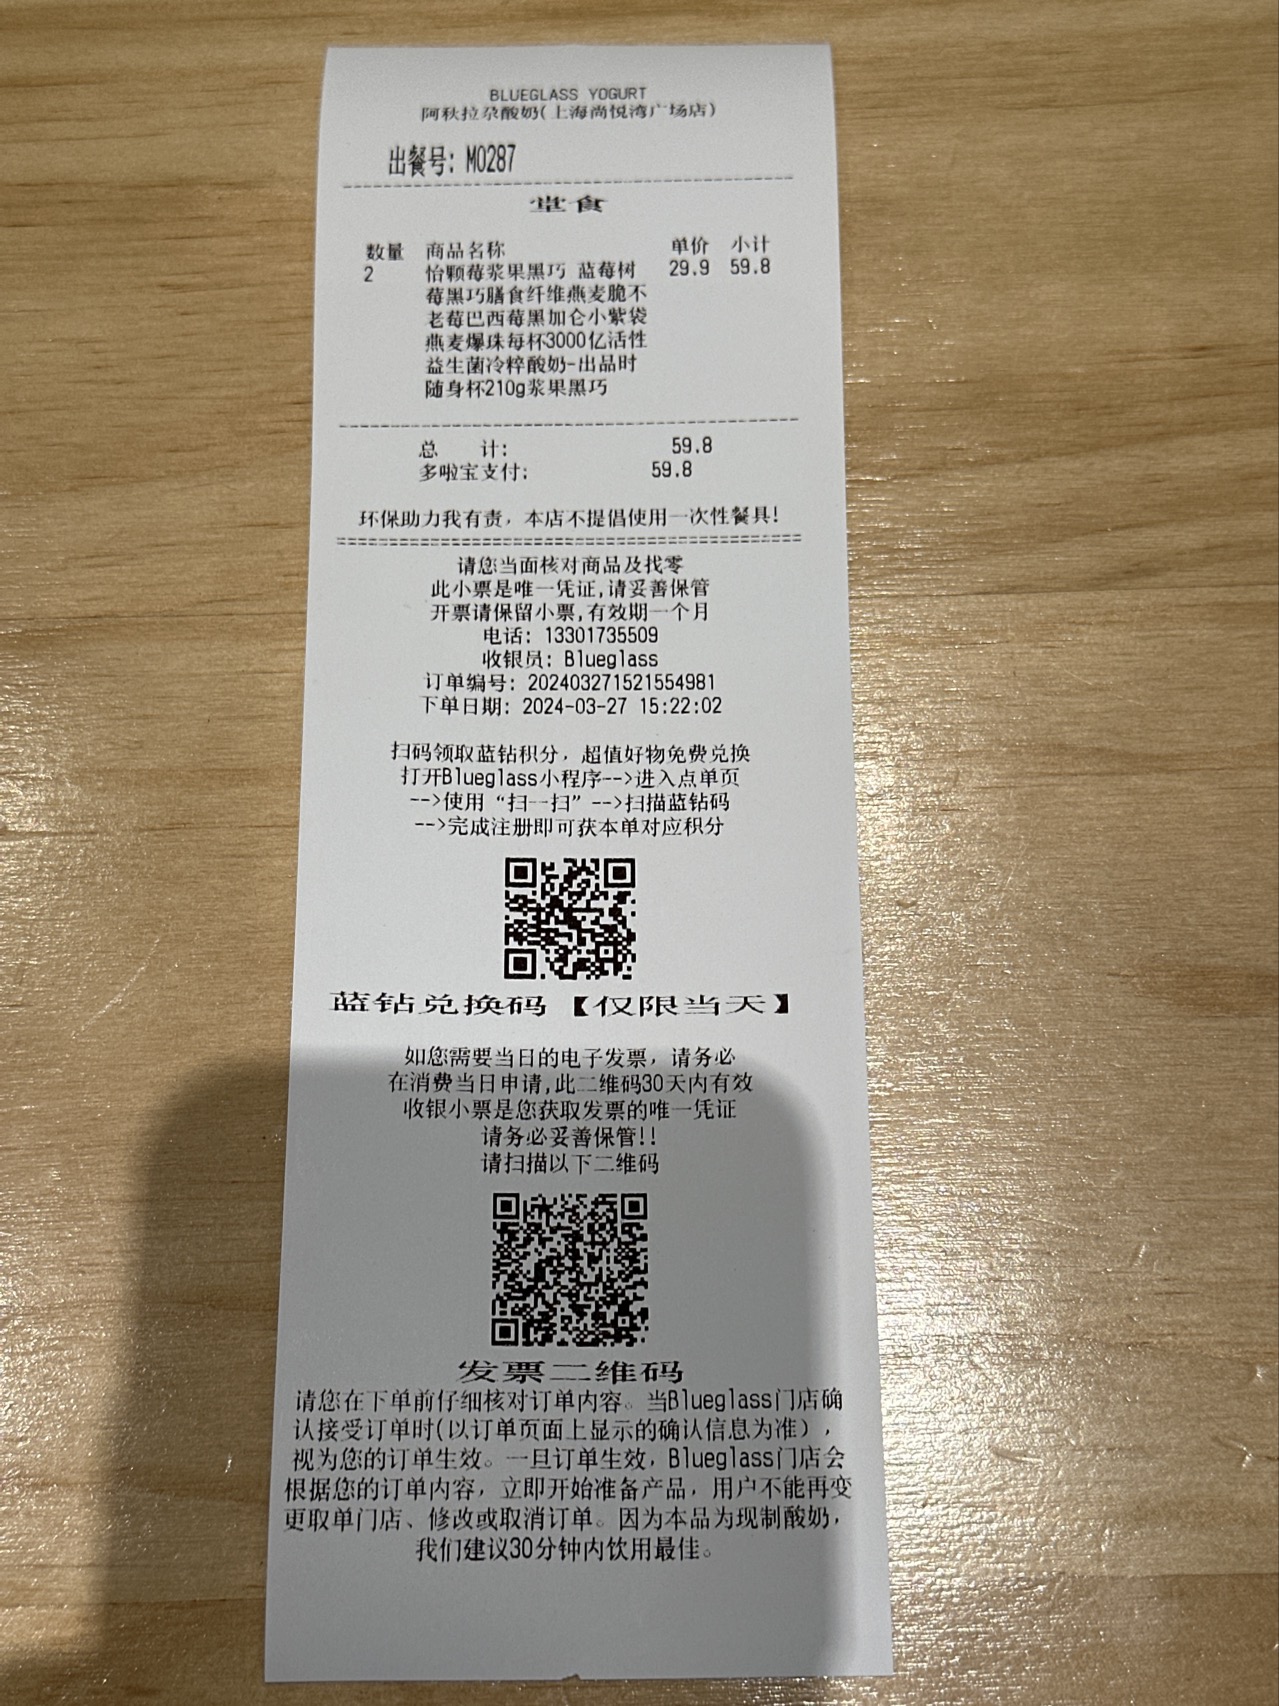 BLUEGLASS YOGURT
阿秋拉尕酸奶(上海尚悦湾广场店)
出餐号: M0287
堂食
数量 商品名称 单价 小计
2 怡颗莓浆果黑巧 蓝莓树 29.9 59.8
莓黑巧膳食纤维燕麦脆不
老莓巴西莓黑加仑小紫袋
燕麦爆珠每杯3000亿活性
益生菌冷粹酸奶-出品时
随身杯210g浆果黑巧
总 计: 59.8
多啦宝支付: 59.8
环保助力我有责，本店不提倡使用一次性餐具!
请您当面核对商品及找零
此小票是唯一凭证,请妥善保管
开票请保留小票,有效期一个月
电话: 13301735509
收银员: Blueglass
订单编号: 202403271521554981
下单日期: 2024-03-27 15:22:02
扫码领取蓝钻积分，超值好物免费兑换
打开Blueglass小程序-->进入点单页
-->使用“扫一扫”-->扫描蓝钻码
-->完成注册即可获本单对应积分
蓝钻兑换码【仅限当天】
如您需要当日的电子发票，请务必
在消费当日申请,此二维码30天内有效
收银小票是您获取发票的唯一凭证
请务必妥善保管!!
请扫描以下二维码
发票二维码
请您在下单前仔细核对订单内容。当Blueglass门店确
认接受订单时(以订单页面上显示的确认信息为准)，
视为您的订单生效。一旦订单生效，Blueglass门店会
根据您的订单内容，立即开始准备产品，用户不能再变
更取单门店、修改或取消订单。因为本品为现制酸奶，
我们建议30分钟内饮用最佳。